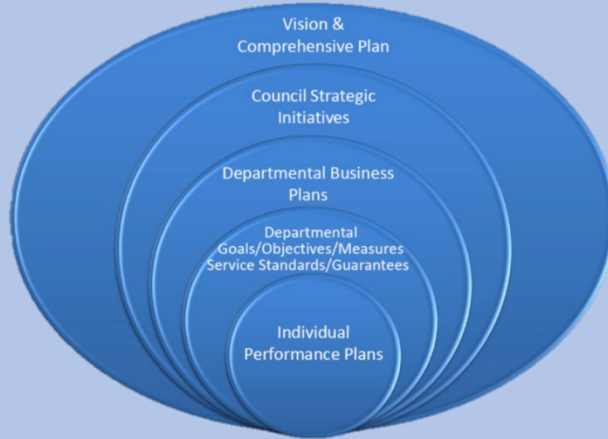 Vision &
Comprehensive Plan
Council Strategic
Initiatives
Departmental Business
Plans
Departmental
Goals/Objectives/Measures
Service Standards/Guarantees
Individual
Performance Plans